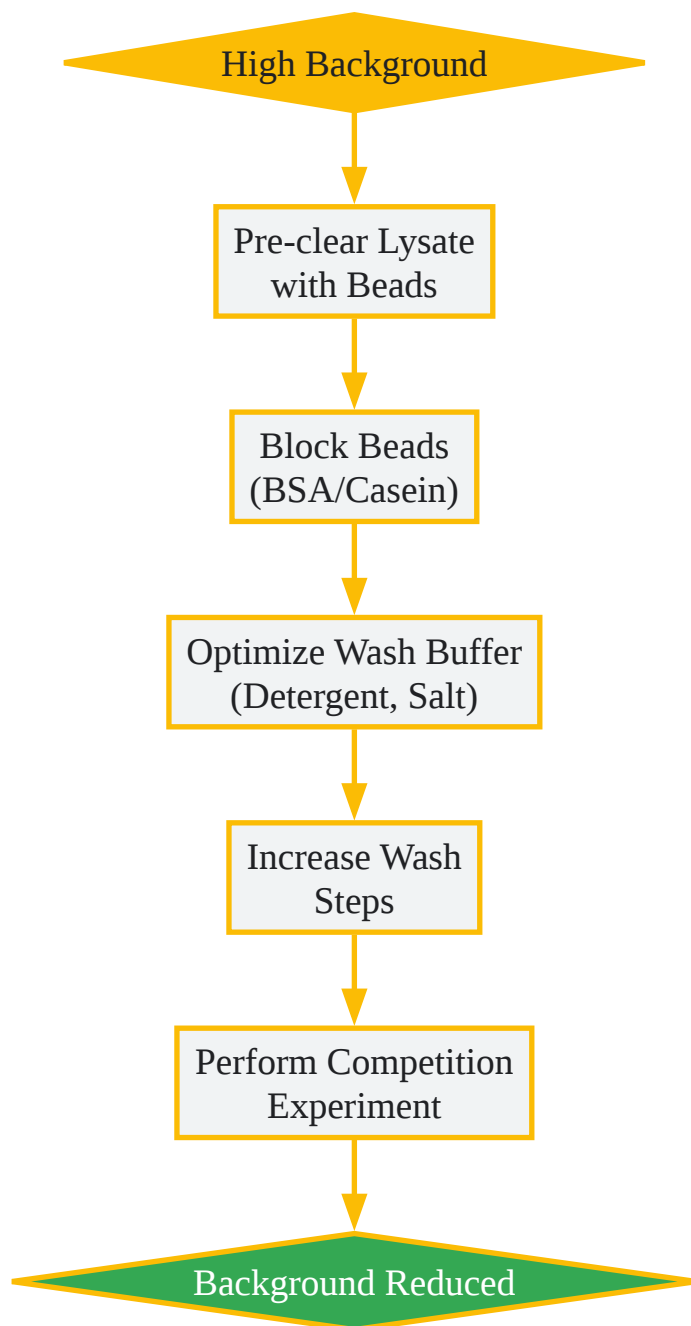 High Background
Pre-clear Lysate
with Beads
Block Beads
(BSA/Casein)
Optimize Wash Buffer
(Detergent, Salt)
Increase Wash
Steps
Perform Competition
Experiment
Background Reduced